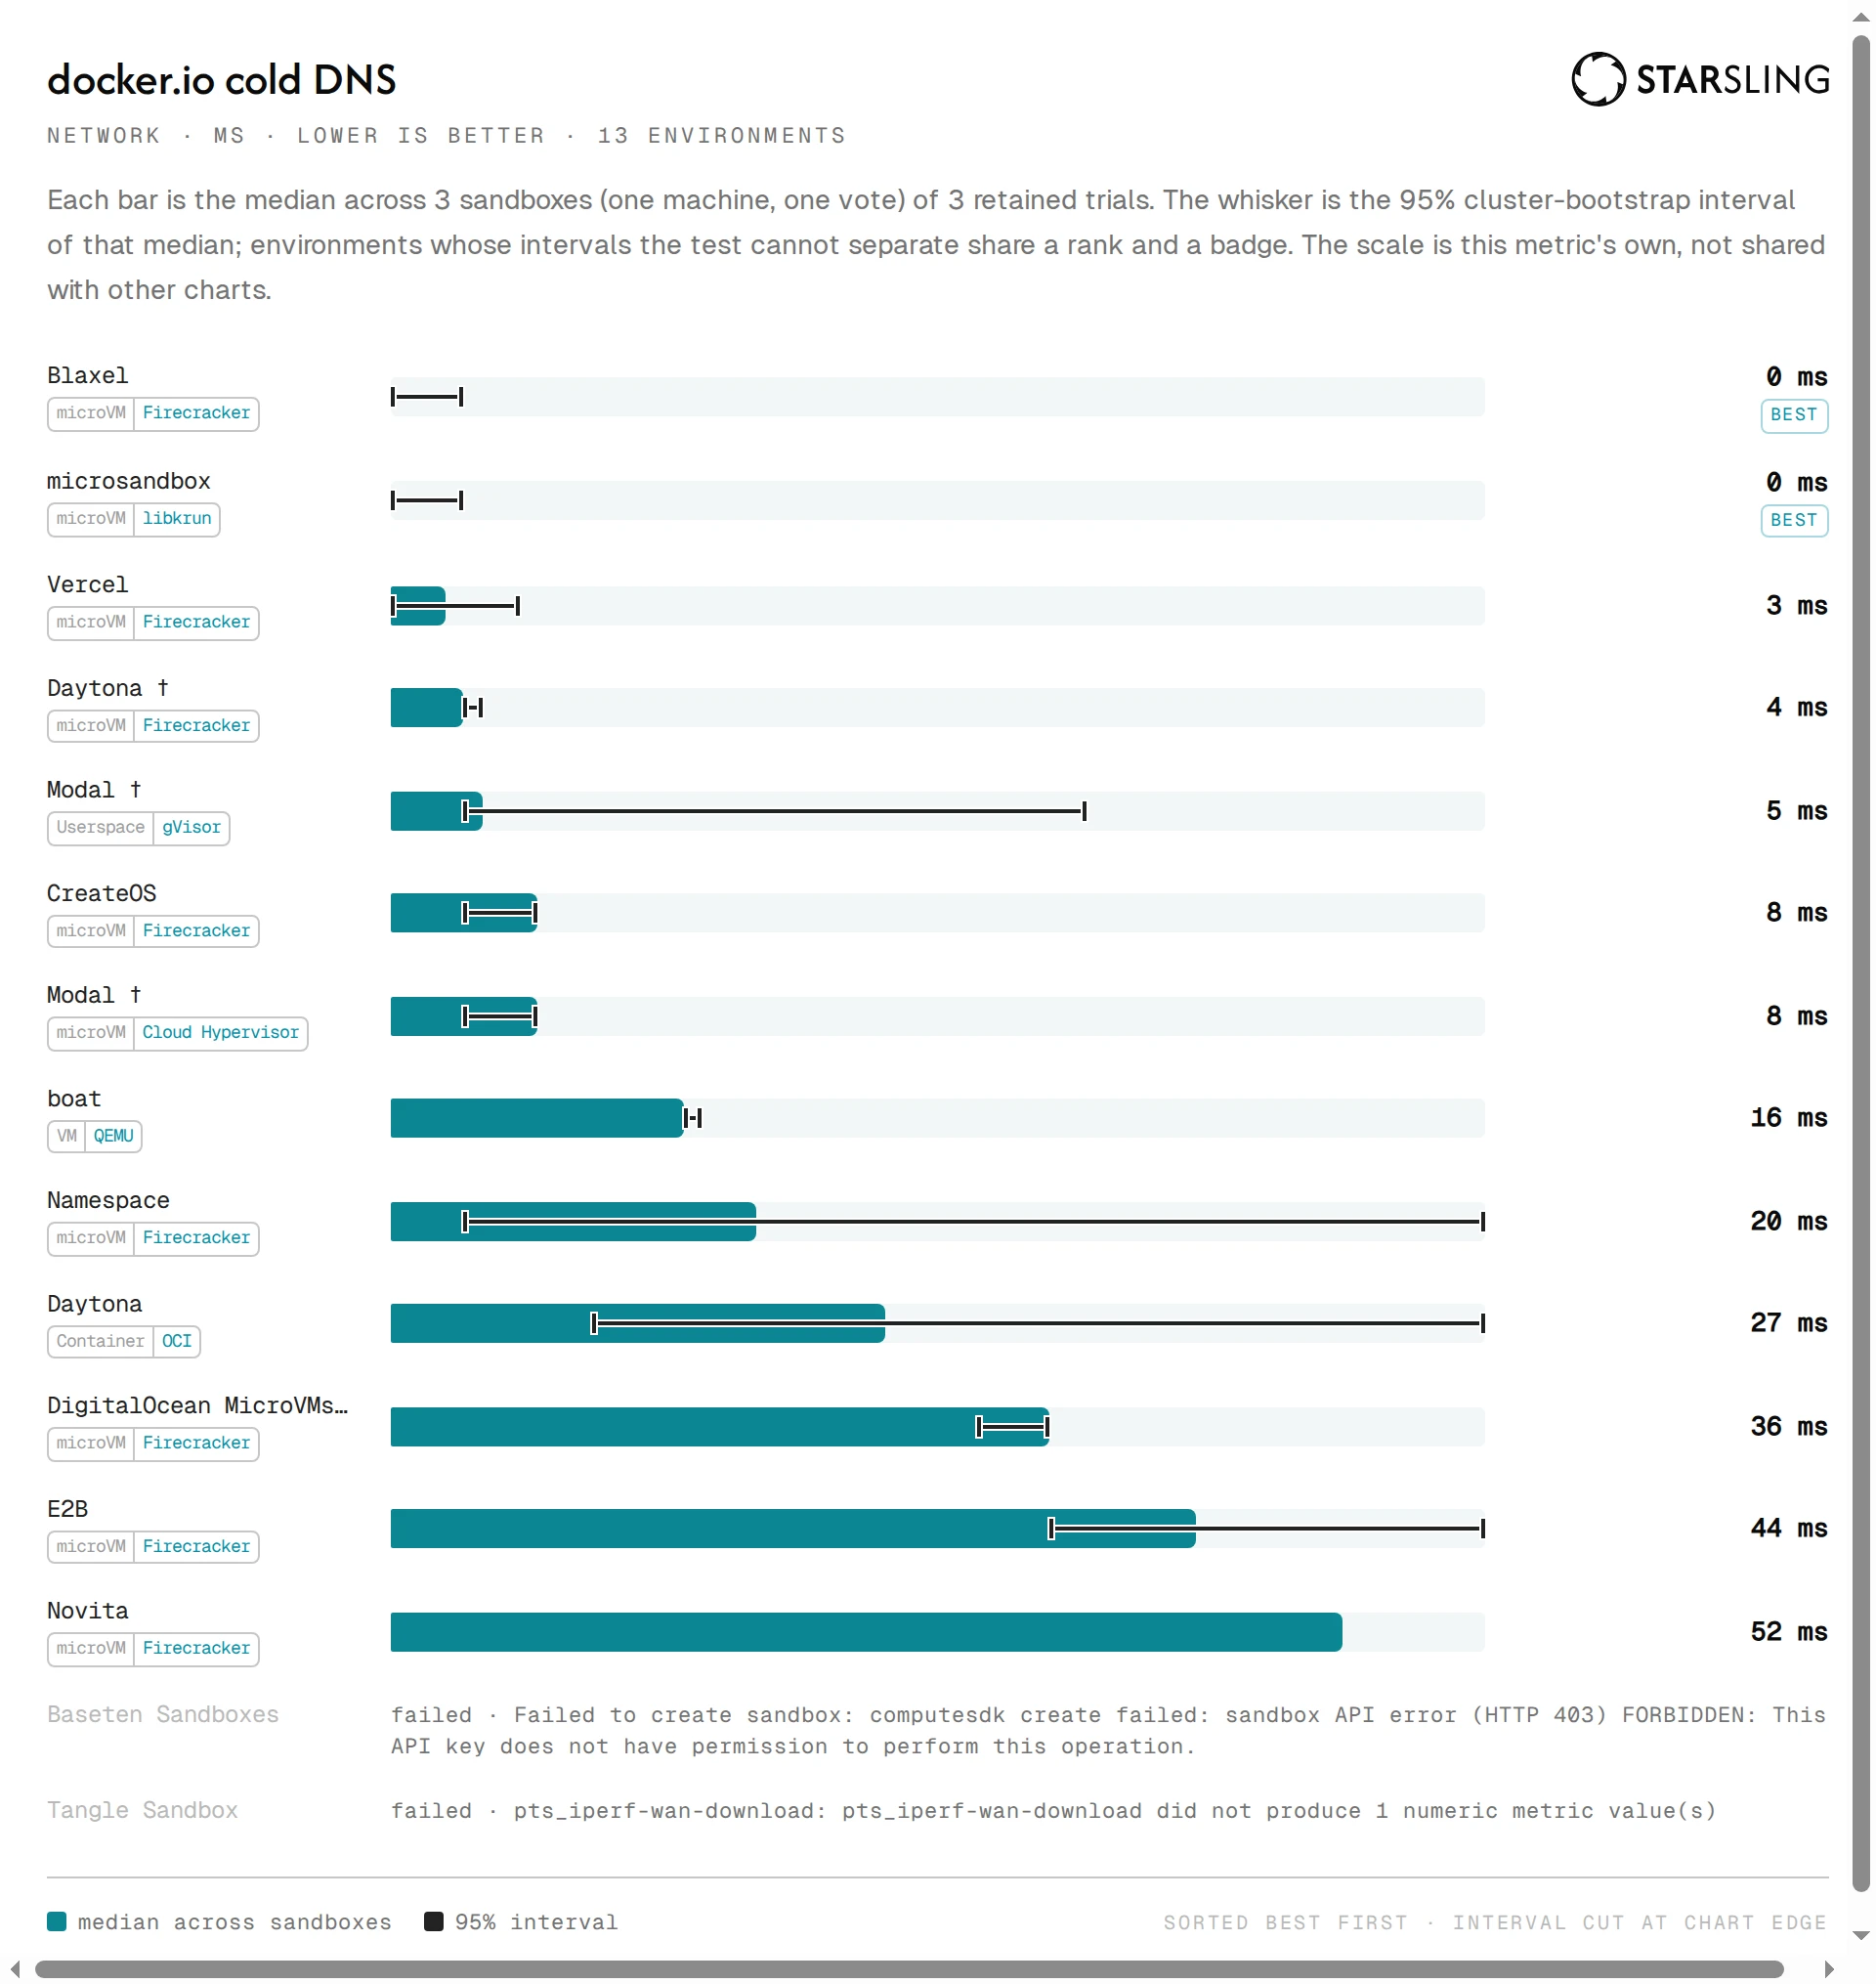 docker.io cold DNS
STARSLING
NETWORK · MS · LOWER IS BETTER · 13 ENVIRONMENTS
Each bar is the median across 3 sandboxes (one machine, one vote) of 3 retained trials. The whisker is the 95% cluster-bootstrap interval
of that median; environments whose intervals the test cannot separate share a rank and a badge. The scale is this metric's own, not shared
with other charts.
Blaxel
microVM Firecracker
0 ms
BEST
microsandbox
microVM libkrun
0 ms
BEST
Vercel
microVM Firecracker
3 ms
Daytona †
microVM Firecracker
4 ms
Modal †
Userspace gVisor
5 ms
CreateOS
microVM Firecracker
8 ms
Modal †
microVM Cloud Hypervisor
8 ms
boat
VM QEMU
16 ms
Namespace
microVM Firecracker
20 ms
Daytona
Container OCI
27 ms
DigitalOcean MicroVMs…
microVM Firecracker
36 ms
E2B
microVM Firecracker
44 ms
Novita
microVM Firecracker
52 ms
Baseten Sandboxes
failed · Failed to create sandbox: computesdk create failed: sandbox API error (HTTP 403) FORBIDDEN: This
API key does not have permission to perform this operation.
Tangle Sandbox
failed · pts_iperf-wan-download: pts_iperf-wan-download did not produce 1 numeric metric value(s)
median across sandboxes
95% interval
SORTED BEST FIRST · INTERVAL CUT AT CHART EDGE